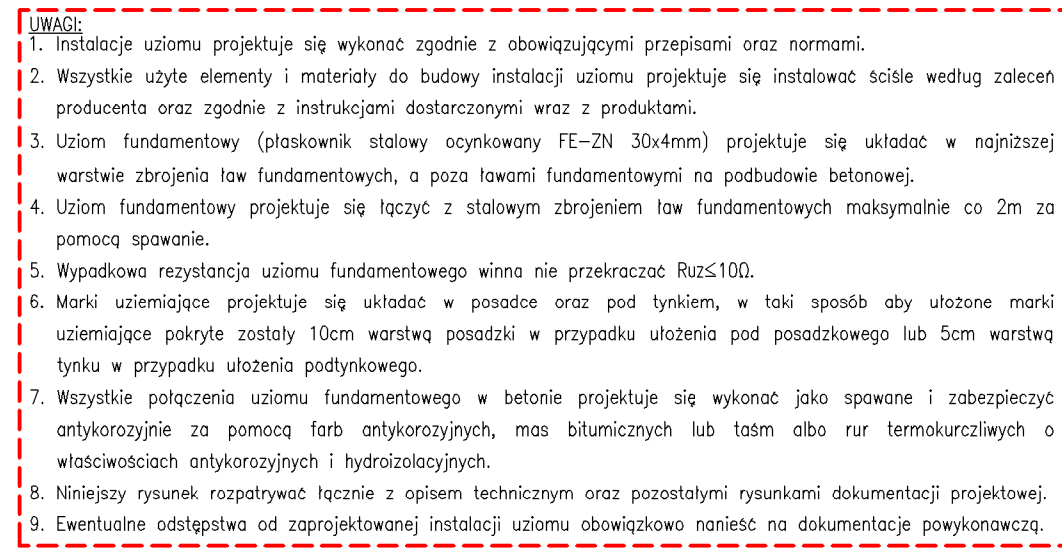 UWAGI:
1. Instalacje uziomu projektuje się wykonać zgodnie z obowiązującymi przepisami oraz normami.
2. Wszystkie użyte elementy i materiały do budowy instalacji uziomu projektuje się instalować ściśle według zaleceń
producenta oraz zgodnie z instrukcjami dostarczonymi wraz z produktami.
3. Uziom fundamentowy (płaskownik stalowy ocynkowany FE-ZN 30x4mm) projektuje się układać w najniższej
warstwie zbrojenia ław fundamentowych, a poza ławami fundamentowymi na podbudowie betonowej.
4. Uziom fundamentowy projektuje się łączyć z stalowym zbrojeniem ław fundamentowych maksymalnie co 2m za
pomocą spawanie.
5. Wypadkowa rezystancja uziomu fundamentowego winna nie przekraczać Ruz≤10Ω.
6. Marki uziemiające projektuje się układać w posadce oraz pod tynkiem, w taki sposób aby ułożone marki
uziemiające pokryte zostały 10cm warstwą posadzki w przypadku ułożenia pod posadzkowego lub 5cm warstwą
tynku w przypadku ułożenia podtynkowego.
7. Wszystkie połączenia uziomu fundamentowego w betonie projektuje się wykonać jako spawane i zabezpieczyć
antykorozyjnie za pomocą farb antykorozyjnych, mas bitumicznych lub taśm albo rur termokurczliwych o
właściwościach antykorozyjnych i hydroizolacyjnych.
8. Niniejszy rysunek rozpatrywać łącznie z opisem technicznym oraz pozostałymi rysunkami dokumentacji projektowej.
9. Ewentualne odstępstwa od zaprojektowanej instalacji uziomu obowiązkowo nanieść na dokumentacje powykonawczą.